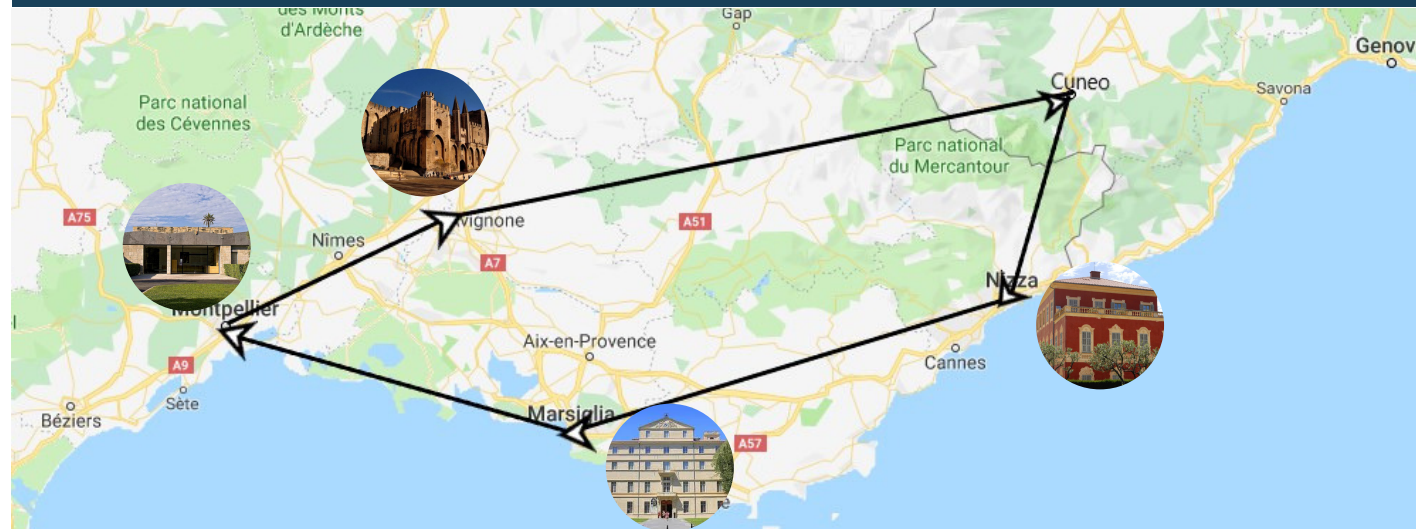 des Monts
d'Ardèche
Gap
Genov
Cuneo
Savona
Parc national
des Cévennes
Parc national
du Mercantour
A75
vignone
A51
Nîmes
A7
Nizza
Montpellier
Aix-en-Provence
Cannes
A9
Sète
Béziers
Marsiglia
A57